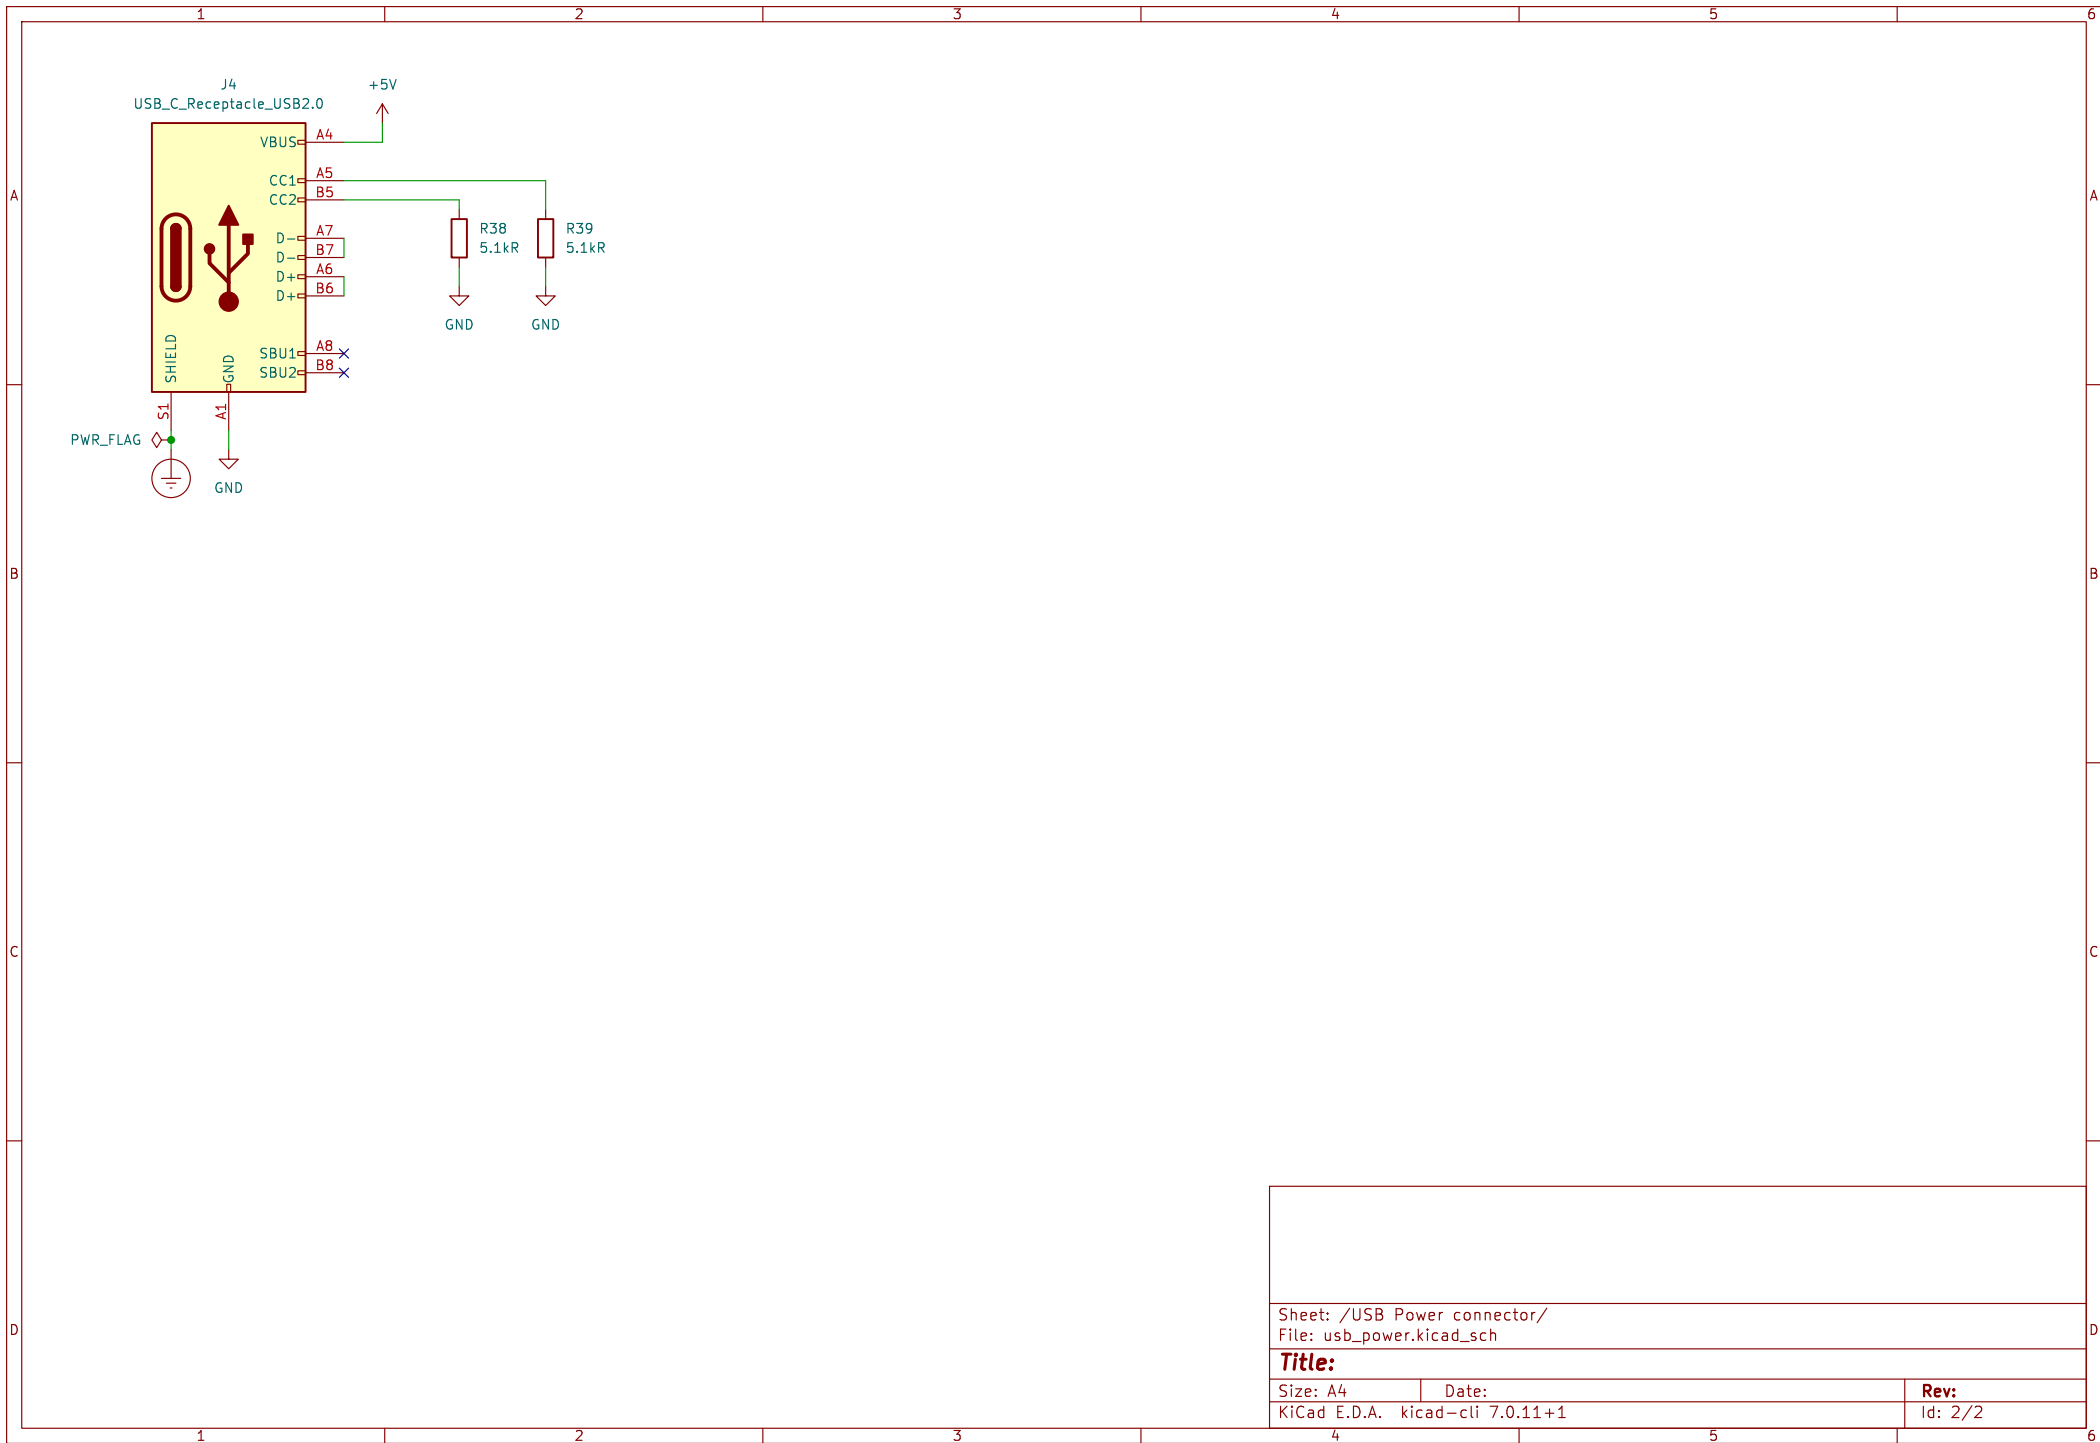 1 2 3 4 5 6
J4
USB_C_Receptacle_USB2.0
+5V
VBUS A4
CC1 A5
CC2 B5
D- A7
D- B7
D+ A6
D+ B6
SBU1 A8
SBU2 B8
SHIELD
GND
S1
A1
R38
5.1kR
R39
5.1kR
GND
GND
PWR_FLAG
GND
A
A
B
B
C
C
D
D
Sheet: /USB Power connector/
File: usb_power.kicad_sch
Title:
Size: A4 Date: Rev:
KiCad E.D.A. kicad-cli 7.0.11+1 Id: 2/2
1 2 3 4 5 6